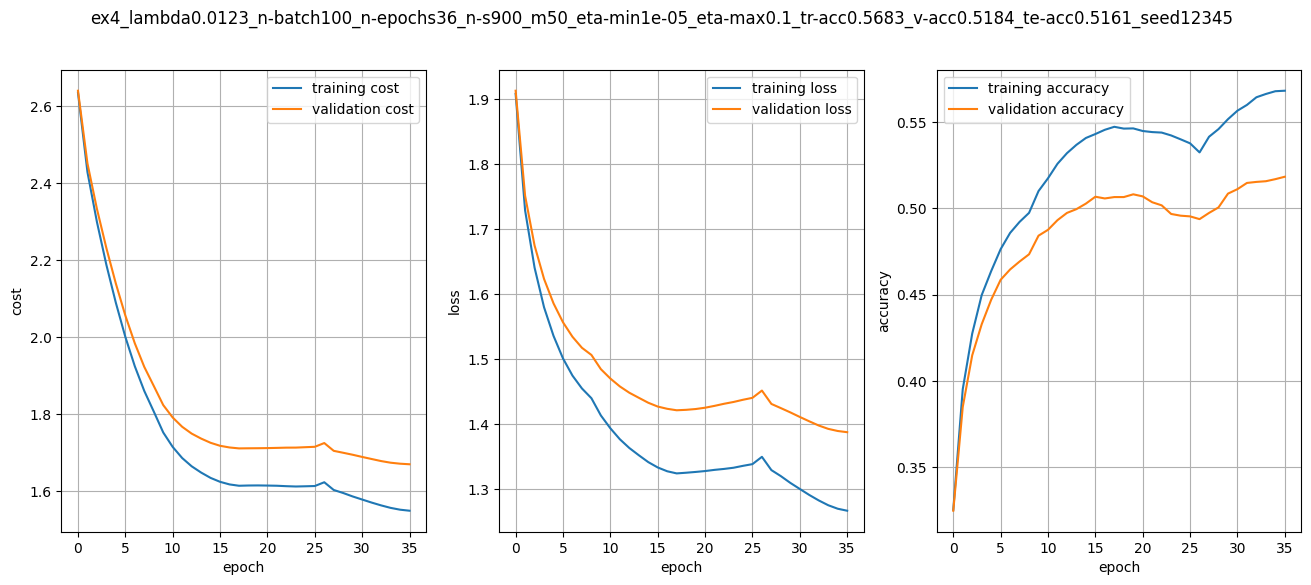 ex4_lambda0.0123_n-batch100_n-epochs36_n-s900_m50_eta-min1e-05_eta-max0.1_tr-acc0.5683_v-acc0.5184_te-acc0.5161_seed12345
training cost
validation cost
cost
2.6
2.4
2.2
2.0
1.8
1.6
0 5 10 15 20 25 30 35
epoch
training loss
validation loss
loss
1.9
1.8
1.7
1.6
1.5
1.4
1.3
0 5 10 15 20 25 30 35
epoch
training accuracy
validation accuracy
accuracy
0.55
0.50
0.45
0.40
0.35
0 5 10 15 20 25 30 35
epoch